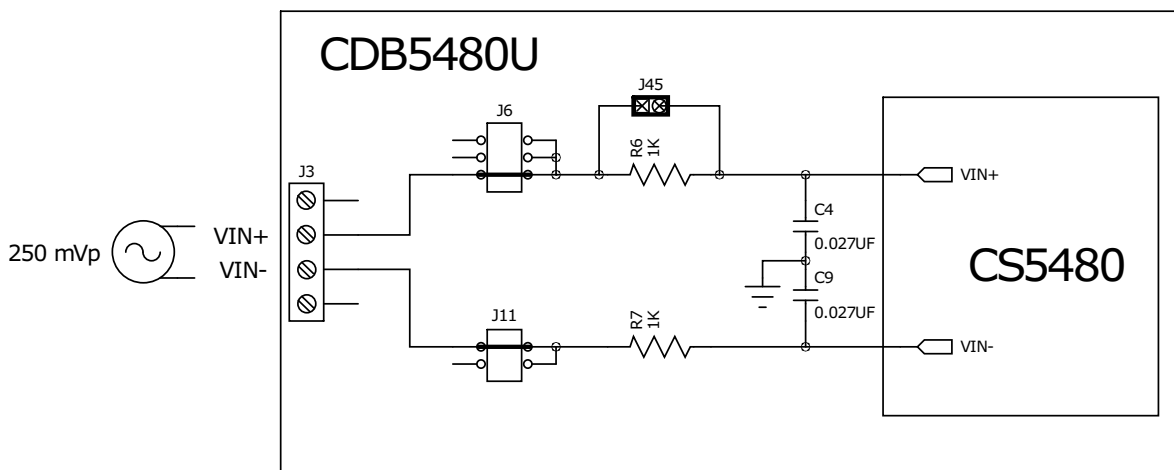 CDB5480U
J45
J6
R6
1K
J3
VIN+
C4
0.027UF
VIN+
250 mVp
VIN-
CS5480
C9
0.027UF
J11
R7
1K
VIN-